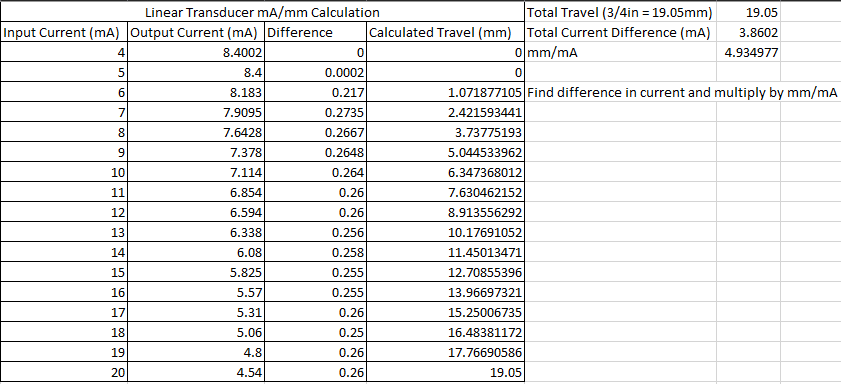 Linear Transducer mA/mm Calculation Total Travel (3/4in = 19.05mm) 19.05
Input Current (mA) Output Current (mA) Difference Calculated Travel (mm) Total Current Difference (mA) 3.8602
4 8.4002 0 0 mm/mA 4.934977
5 8.4 0.0002 0
6 8.183 0.217 1.071877105 Find difference in current and multiply by mm/mA
7 7.9095 0.2735 2.421593441
8 7.6428 0.2667 3.73775193
9 7.378 0.2648 5.044533962
10 7.114 0.264 6.347368012
11 6.854 0.26 7.630462152
12 6.594 0.26 8.913556292
13 6.338 0.256 10.17691052
14 6.08 0.258 11.45013471
15 5.825 0.255 12.70855396
16 5.57 0.255 13.96697321
17 5.31 0.26 15.25006735
18 5.06 0.25 16.48381172
19 4.8 0.26 17.76690586
20 4.54 0.26 19.05